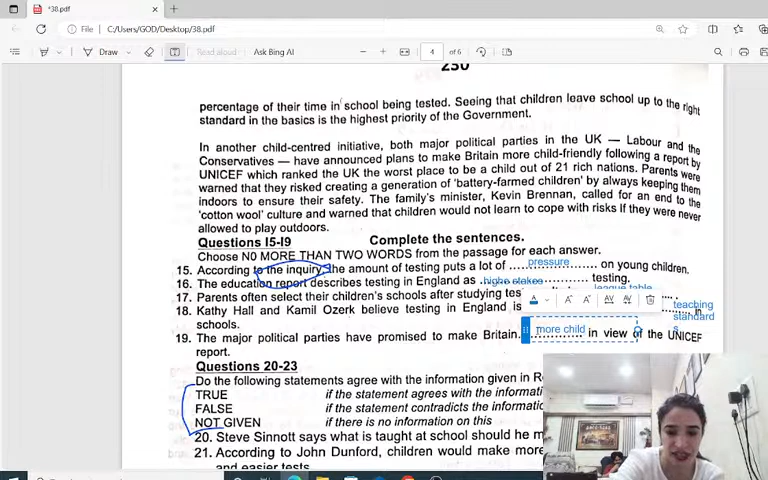 *38.pdf
File
C:/Users/GOD/Desktop/38.pdf
Draw
Read aloud
Ask Bing AI
4
of 6
230
percentage of their time in school being tested. Seeing that children leave school up to the right
standard in the basics is the highest priority of the Government.
In another child-centred initiative, both major political parties in the UK — Labour and the
Conservatives — have announced plans to make Britain more child-friendly following a report by
UNICEF which ranked the UK the worst place to be a child out of 21 rich nations. Parents were
warned that they risked creating a generation of 'battery-farmed children' by always keeping them
indoors to ensure their safety. The family's minister, Kevin Brennan, called for an end to the
'cotton wool' culture and warned that children would not learn to cope with risks If they were never
allowed to play outdoors.
Questions I5-I9
Complete the sentences.
Choose N0 MORE THAN TWO WORDS from the passage for each answer.
15. According to the inquiry, the amount of testing puts a lot of pressure on young children.
16. The education report describes testing in England as highe stakes testing.
17. Parents often select their children's schools after studying tes league table
18. Kathy Hall and Kamil Ozerk believe testing in England is teaching standard s in
schools.
19. The major political parties have promised to make Britain more child in view of the UNICEF
report.
Questions 20-23
Do the following statements agree with the information given in Re
TRUE if the statement agrees with the informati
FALSE if the statement contradicts the informatic
NOT GIVEN if there is no information on this
20. Steve Sinnott says what is taught at school should he m
21. According to John Dunford, children would make more
and easier tests